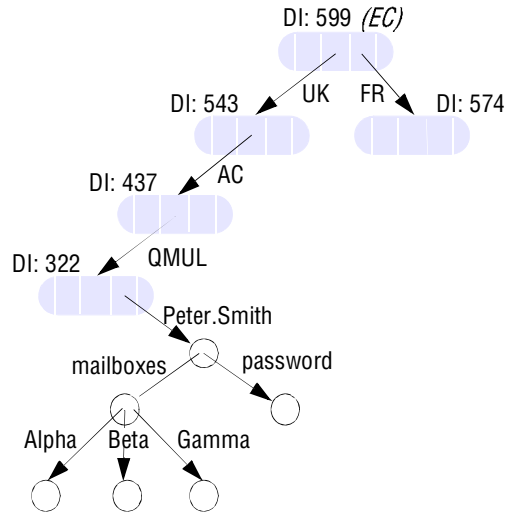 DI: 599 (EC)
UK FR
DI: 543 DI: 574
AC
DI: 437
QMUL
DI: 322
Peter.Smith
mailboxes password
Alpha Beta Gamma